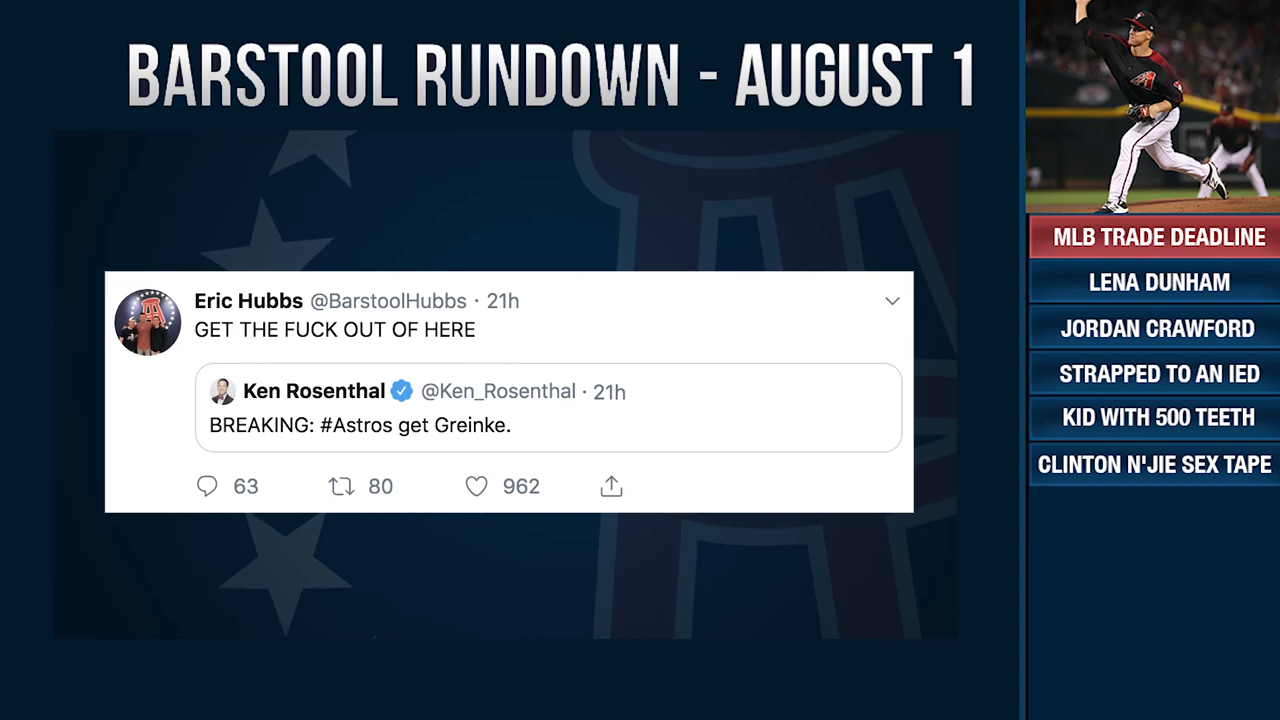 BARSTOOL RUNDOWN - AUGUST 1
Eric Hubbs @BarstoolHubbs · 21h
GET THE FUCK OUT OF HERE
Ken Rosenthal @Ken_Rosenthal · 21h
BREAKING: #Astros get Greinke.
63 80 962
MLB TRADE DEADLINE
LENA DUNHAM
JORDAN CRAWFORD
STRAPPED TO AN IED
KID WITH 500 TEETH
CLINTON N'JIE SEX TAPE